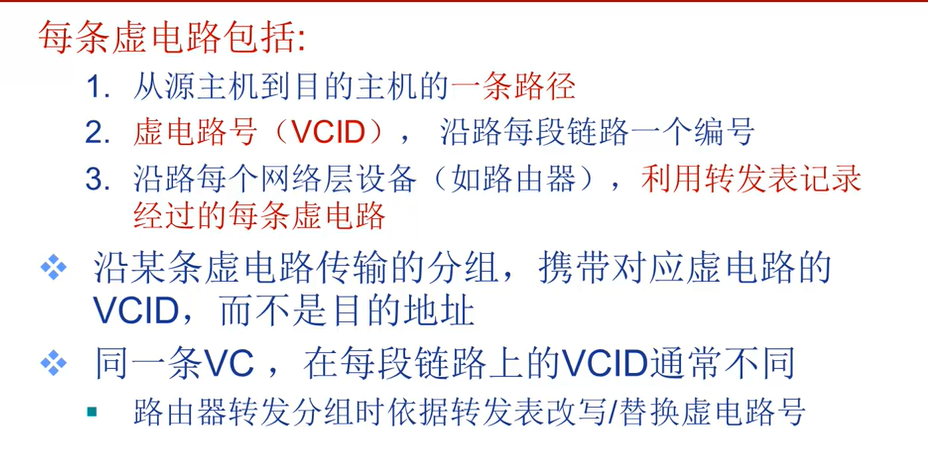 每条虚电路包括:
1. 从源主机到目的主机的一条路径
2. 虚电路号（VCID）， 沿路每段链路一个编号
3. 沿路每个网络层设备（如路由器），利用转发表记录
经过的每条虚电路
沿某条虚电路传输的分组，携带对应虚电路的
VCID，而不是目的地址
同一条VC ，在每段链路上的VCID通常不同
路由器转发分组时依据转发表改写/替换虚电路号